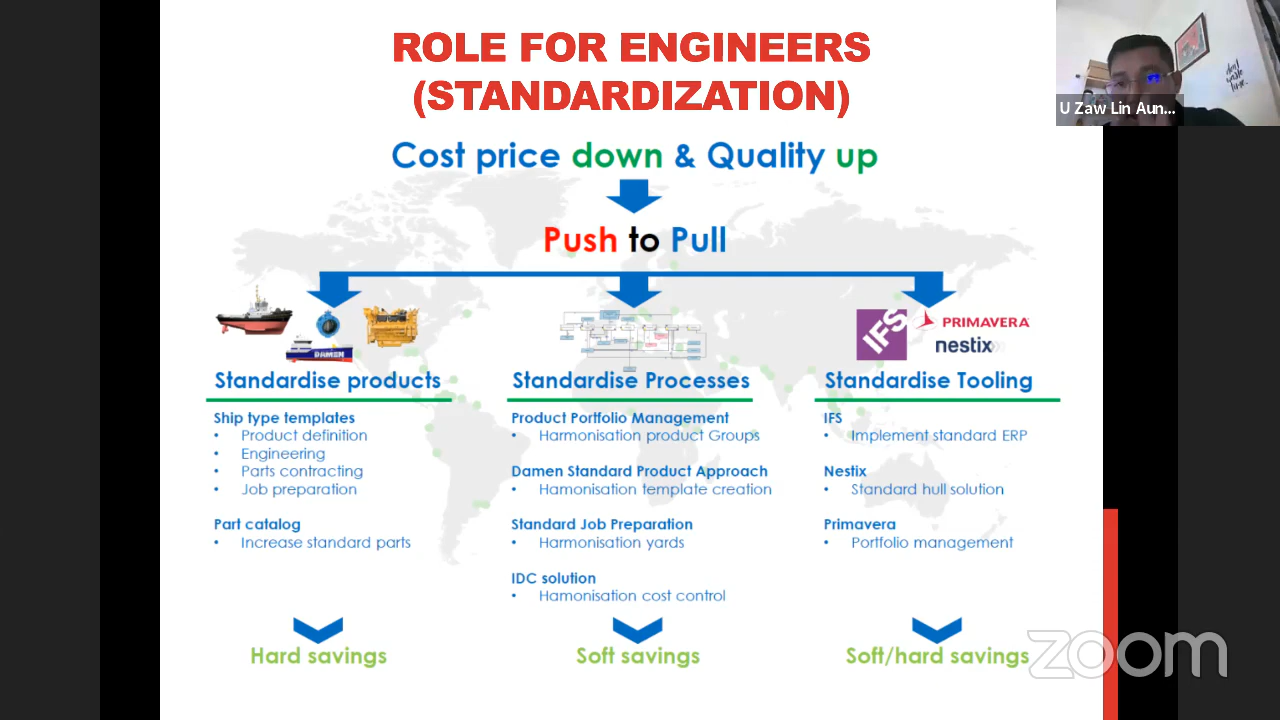 ROLE FOR ENGINEERS
(STANDARDIZATION)
U Zaw Lin Aun...
Cost price down & Quality up
Push to Pull
DAMEN
IFS
PRIMAVERA
nestix
Standardise products
Ship type templates
• Product definition
• Engineering
• Parts contracting
• Job preparation
Part catalog
• Increase standard parts
Hard savings
Standardise Processes
Product Portfolio Management
• Harmonisation product Groups
Damen Standard Product Approach
• Hamonisation template creation
Standard Job Preparation
• Harmonisation yards
IDC solution
• Hamonisation cost control
Soft savings
Standardise Tooling
IFS
• Implement standard ERP
Nestix
• Standard hull solution
Primavera
• Portfolio management
Soft/hard savings
zoom